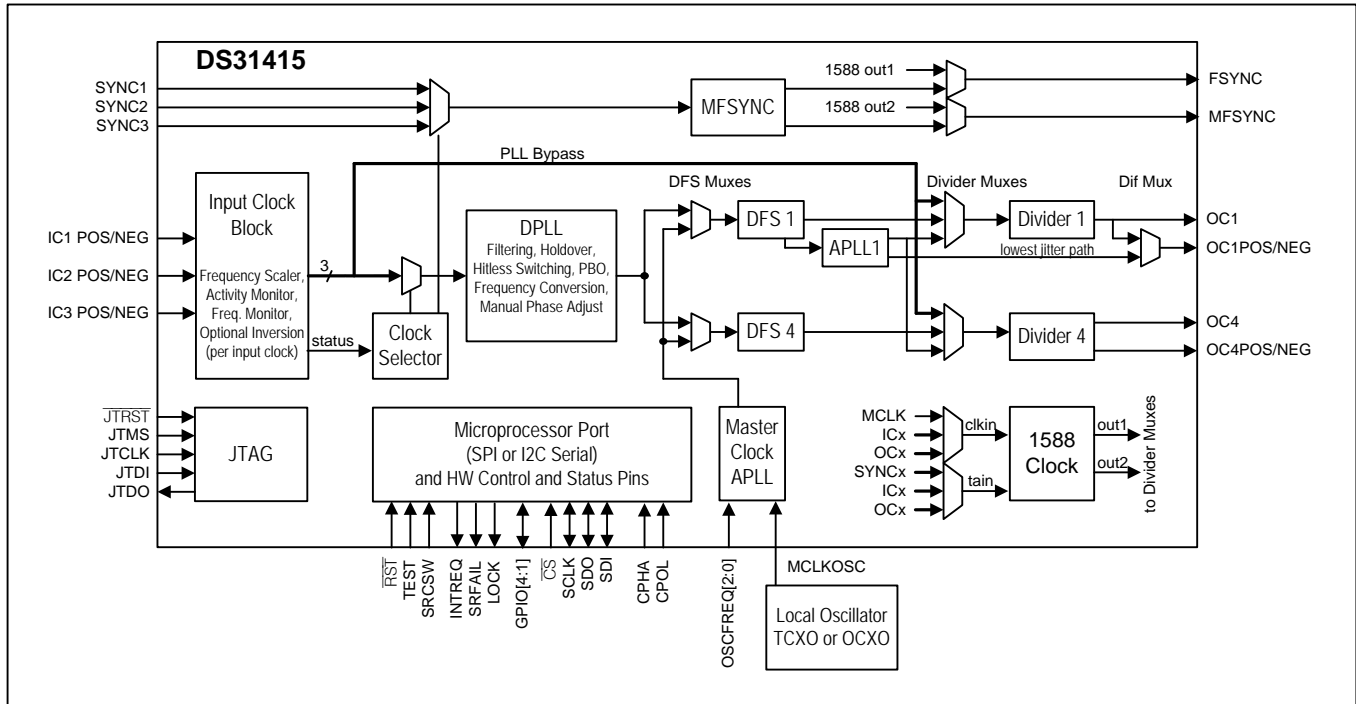 DS31415
SYNC1
SYNC2
SYNC3
MFSYNC
1588 out1
1588 out2
FSYNC
MFSYNC
PLL Bypass
IC1 POS/NEG
IC2 POS/NEG
IC3 POS/NEG
Input Clock
Block
Frequency Scaler,
Activity Monitor,
Freq. Monitor,
Optional Inversion
(per input clock)
3
status
Clock
Selector
DPLL
Filtering, Holdover,
Hitless Switching, PBO,
Frequency Conversion,
Manual Phase Adjust
DFS Muxes
DFS 1
APLL1
DFS 4
Divider Muxes
Divider 1
lowest jitter path
Divider 4
Dif Mux
OC1
OC1POS/NEG
OC4
OC4POS/NEG
JTRST
JTMS
JTCLK
JTDI
JTDO
JTAG
Microprocessor Port
(SPI or I2C Serial)
and HW Control and Status Pins
Master
Clock
APLL
MCLK
ICx
OCx
SYNCx
ICx
OCx
clkin
tain
1588
Clock
out1
out2
to Divider Muxes
RST
TEST
SRCSW
INTREQ
SRFAIL
LOCK
GPIO[4:1]
CS
SCLK
SDO
SDI
CPHA
CPOL
OSCFREQ[2:0]
MCLKOSC
Local Oscillator
TCXO or OCXO